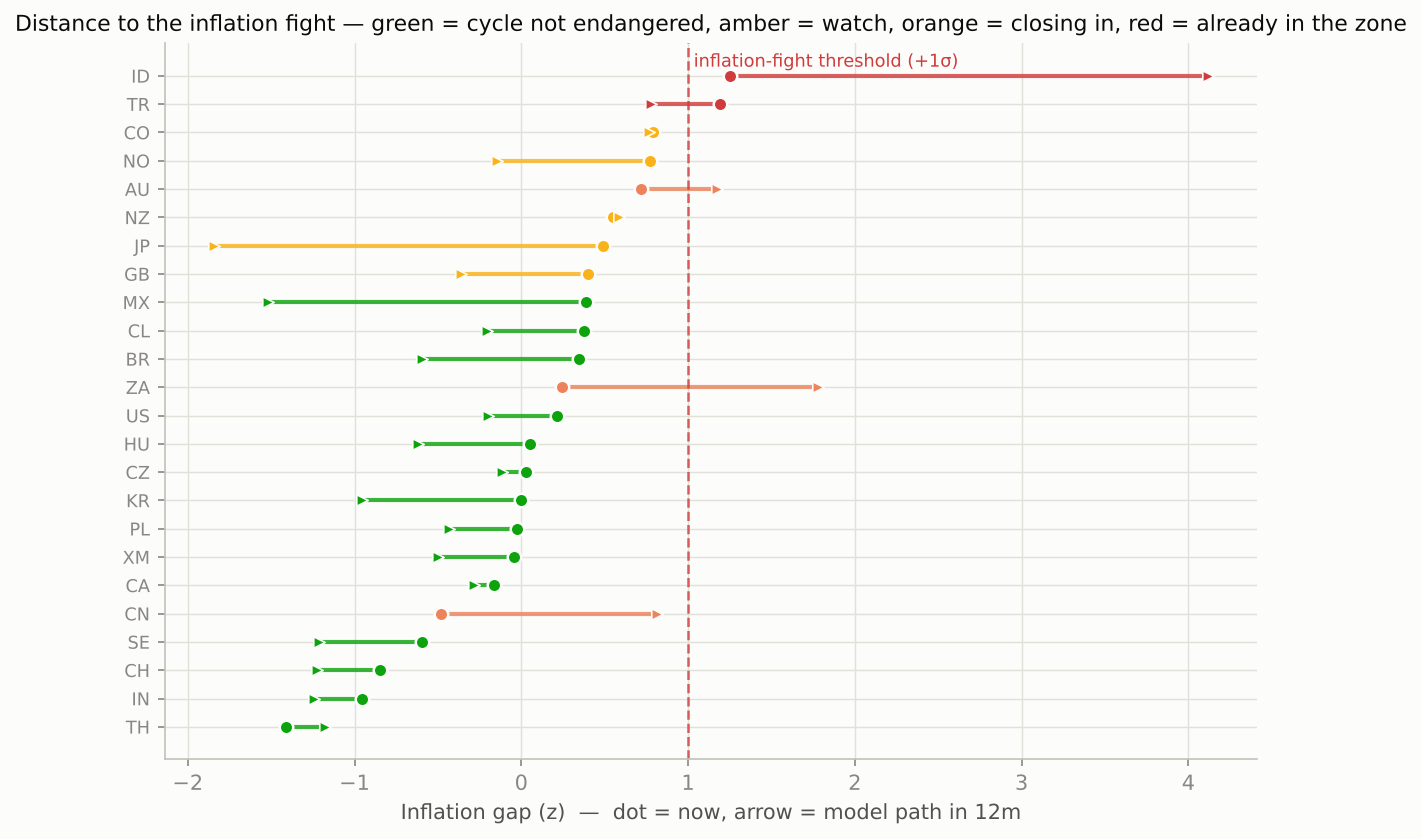 Distance to the inflation fight — green = cycle not endangered, amber = watch, orange = closing in, red = already in the zone
inflation-fight threshold (+1σ)
ID
TR
CO
NO
AU
NZ
JP
GB
MX
CL
BR
ZA
US
HU
CZ
KR
PL
XM
CA
CN
SE
CH
IN
TH
−2 −1 0 1 2 3 4
Inflation gap (z) — dot = now, arrow = model path in 12m